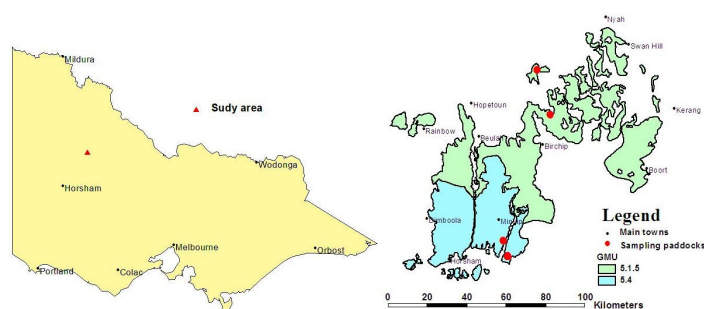 Mildura
Sudy area
Wodonga
Horsham
Melbourne
Orbost
Portland
Colac
Nyah
Swan Hill
Hopetoun
Kerang
Rainbow
Beulah
Birchip
Boort
Dimboola
Minyip
Horsham
Legend
Main towns
Sampling paddocks
GMU
5.1.5
5.4
0 20 40 60 80 100
Kilometers